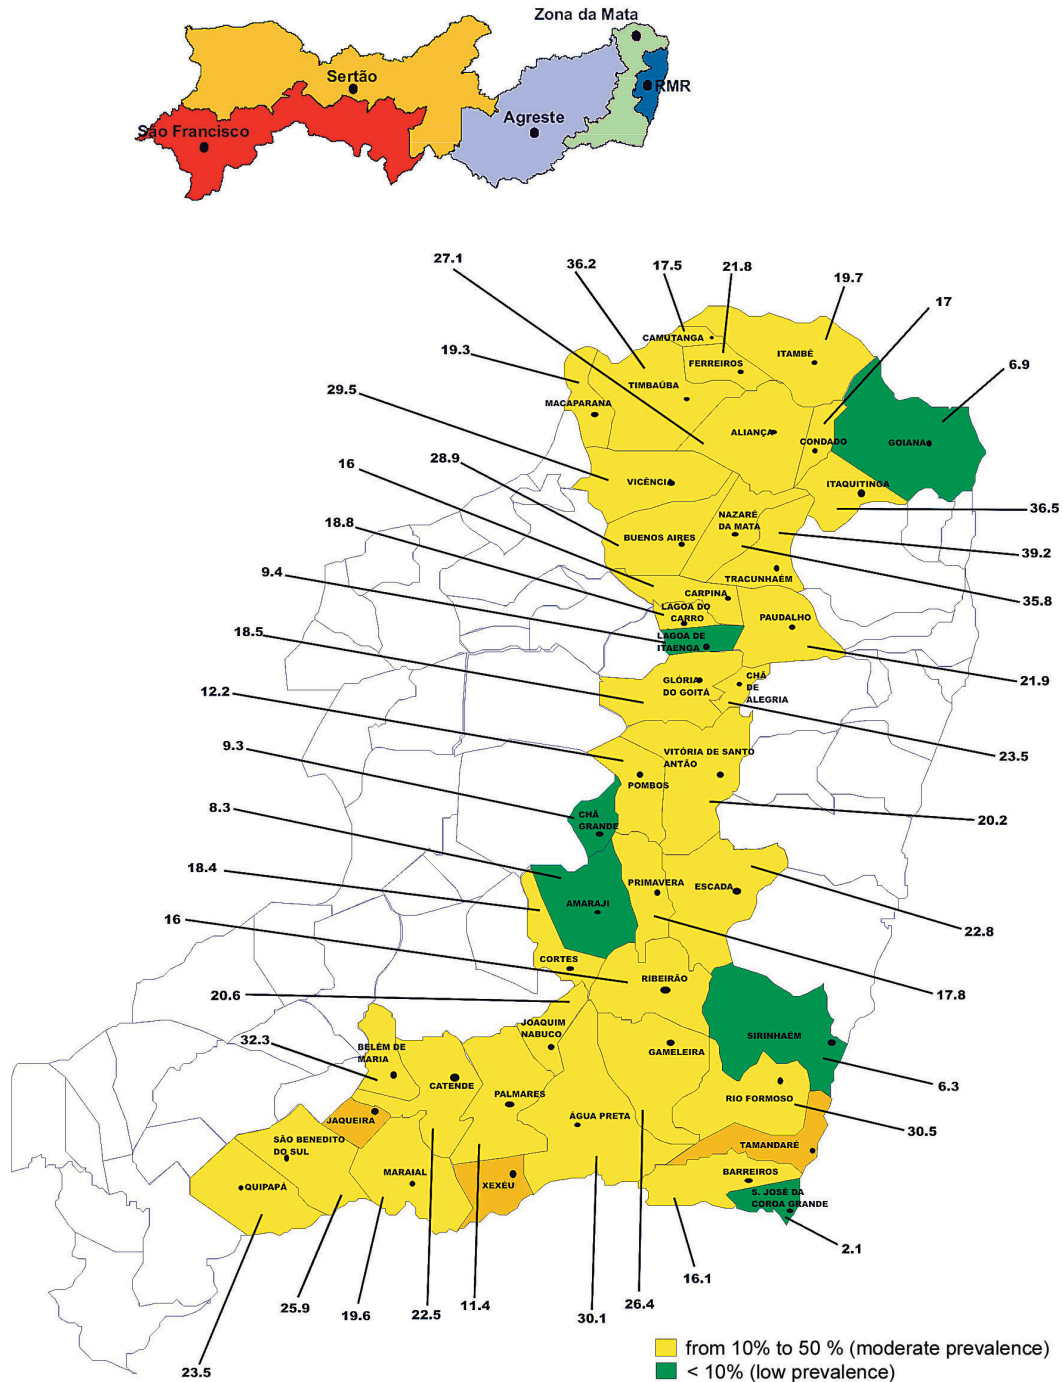 Zona da Mata
Sertão
RMR
São Francisco
Agreste
27.1
36.2
17.5
21.8
19.7
17
19.3
6.9
29.5
CAMUTANGA
FERREIROS
ITAMBÉ
TIMBAÚBA
MACAPARANA
ALIANÇA
CONDADO
GOIANA
16
28.9
VICÊNCIA
ITAQUITINGA
36.5
18.8
NAZARÉ
DA MATA
BUENOS AIRES
39.2
9.4
TRACUNHAÉM
35.8
CARPINA
LAGOA DO
CARRO
PAUDALHO
18.5
LAGOA DE
ITAENGA
21.9
12.2
GLÓRIA
DO GOITÁ
CHÃ
DE
ALEGRIA
9.3
VITÓRIA DE SANTO
ANTÃO
23.5
POMBOS
8.3
CHÃ
GRANDE
20.2
18.4
PRIMAVERA
ESCADA
AMARAJI
16
22.8
CORTES
RIBEIRÃO
20.6
17.8
JOAQUIM
NABUCO
SIRINHAÉM
32.3
BELÉM DE
MARIA
GAMELEIRA
CATENDE
6.3
PALMARES
RIO FORMOSO
JAQUEIRA
ÁGUA PRETA
30.5
SÃO BENEDITO
DO SUL
TAMANDARÉ
MARAIAL
XEXÉU
BARREIROS
QUIPAPÁ
S. JOSÉ DA
COROA GRANDE
2.1
16.1
25.9
19.6
22.5
11.4
30.1
26.4
23.5
from 10% to 50 % (moderate prevalence)
< 10% (low prevalence)